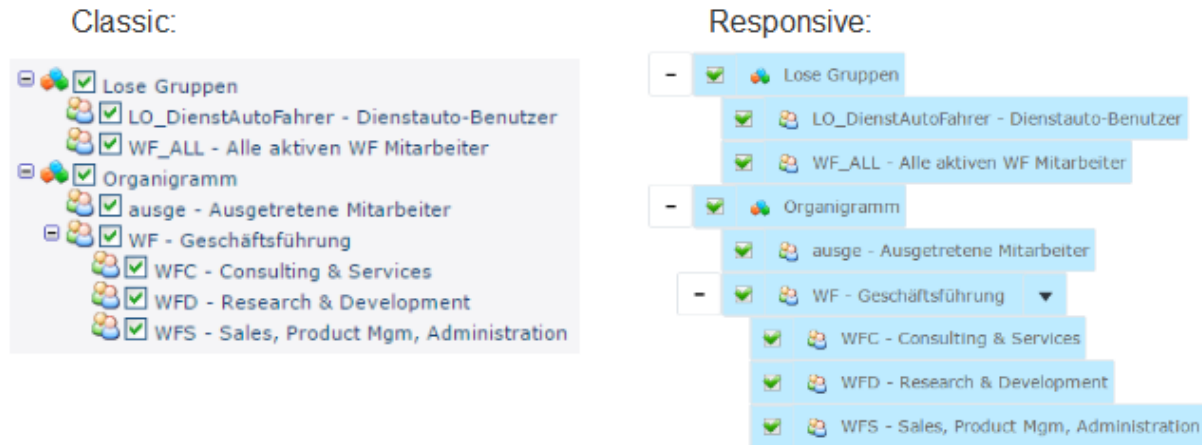 Classic:
Lose Gruppen
LO_DienstAutoFahrer - Dienstauto-Benutzer
WF_ALL - Alle aktiven WF Mitarbeiter
Organigramm
ausge - Ausgetretene Mitarbeiter
WF - Geschäftsführung
WFC - Consulting & Services
WFD - Research & Development
WFS - Sales, Product Mgm, Administration
Responsive:
Lose Gruppen
LO_DienstAutoFahrer - Dienstauto-Benutzer
WF_ALL - Alle aktiven WF Mitarbeiter
Organigramm
ausge - Ausgetretene Mitarbeiter
WF - Geschäftsführung
WFC - Consulting & Services
WFD - Research & Development
WFS - Sales, Product Mgm, Administration